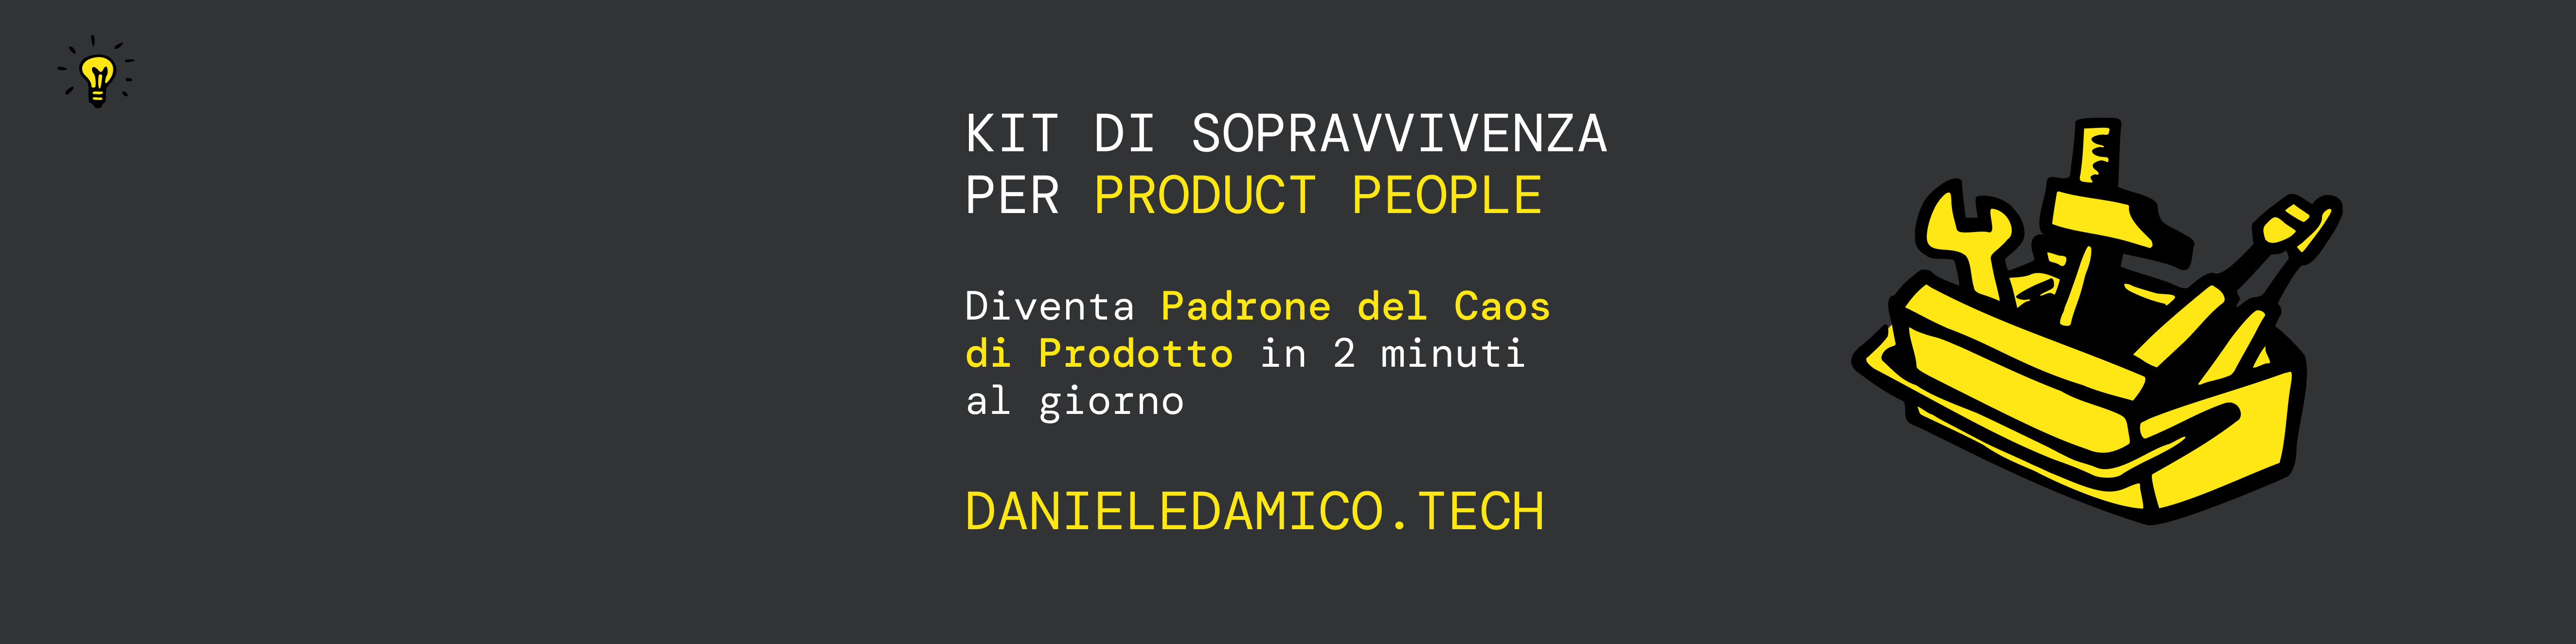 KIT DI SOPRAVVIVENZA
PER PRODUCT PEOPLE
Diventa Padrone del Caos
di Prodotto in 2 minuti
al giorno
DANIELEDAMICO.TECH